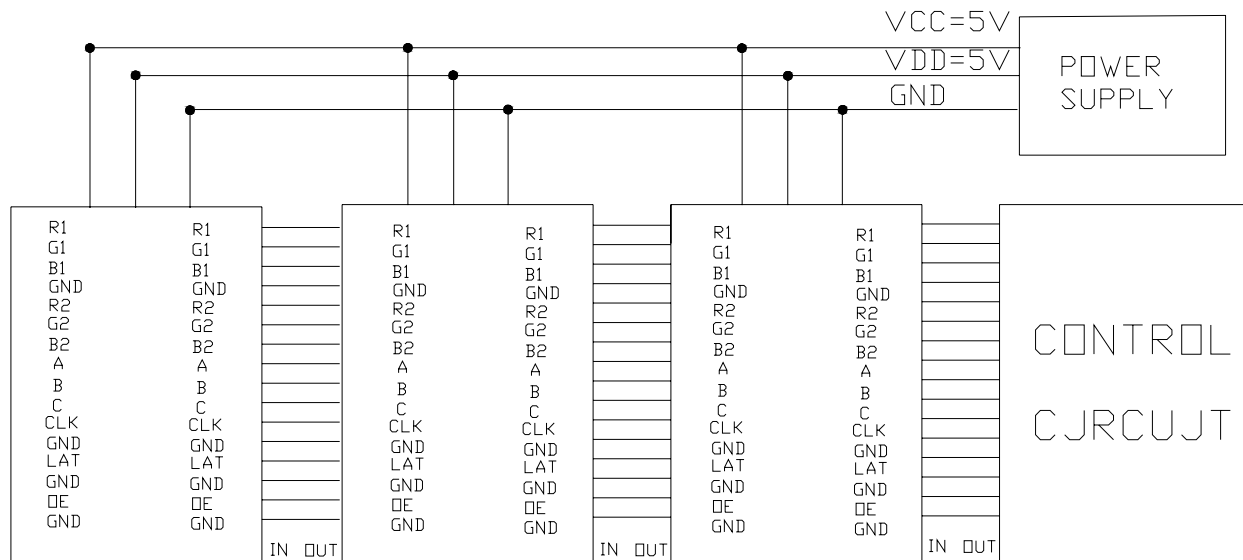 VCC=5V
VDD=5V
GND
POWER
SUPPLY
R1 R1 R1 R1 R1 R1
G1 G1 G1 G1 G1 G1
B1 B1 B1 B1 B1 B1
GND GND GND GND GND GND
R2 R2 R2 R2 R2 R2
G2 G2 G2 G2 G2 G2
B2 B2 B2 B2 B2 B2
A A A A A A
B B B B B B
C C C C C C
CLK CLK CLK CLK CLK CLK
GND GND GND GND GND GND
LAT LAT LAT LAT LAT LAT
GND GND GND GND GND GND
OE OE OE OE OE OE
GND GND GND GND GND GND
CONTROL
CJRCUJT
IN OUT IN OUT IN OUT